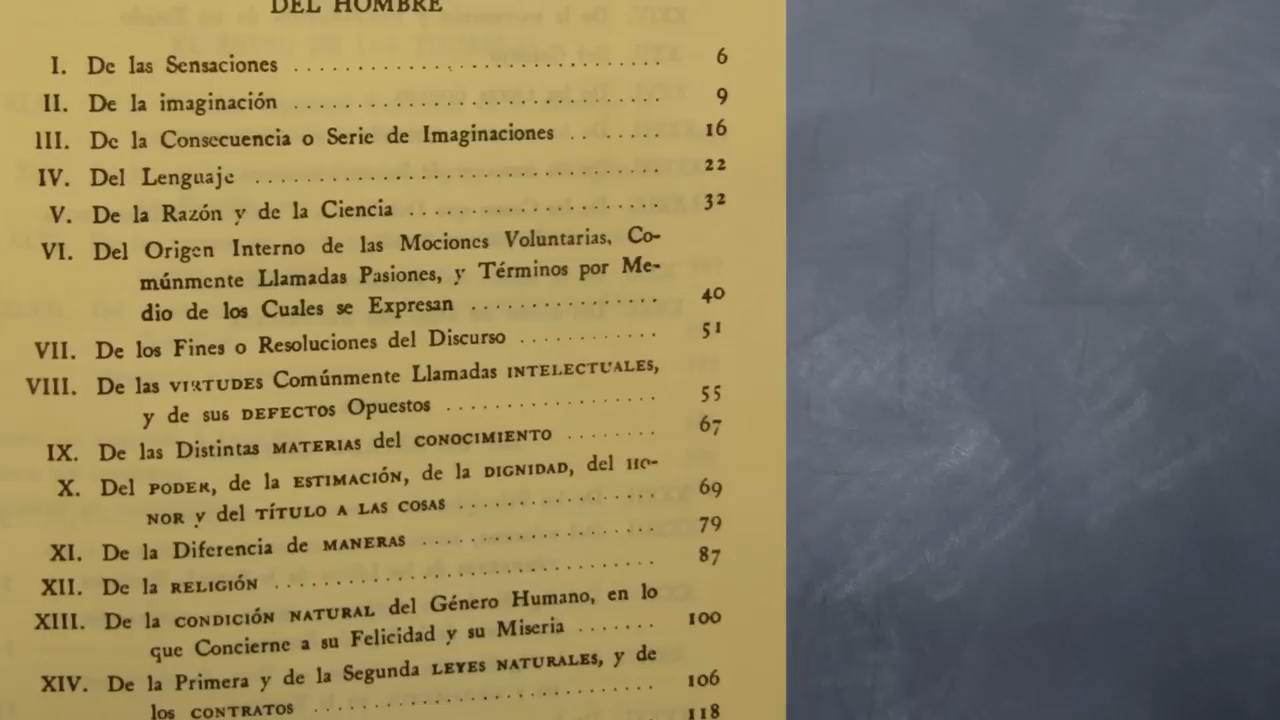 DEL HOMBRE
I. De las Sensaciones 6
II. De la imaginación 9
III. De la Consecuencia o Serie de Imaginaciones 16
IV. Del Lenguaje 22
V. De la Razón y de la Ciencia 32
VI. Del Origen Interno de las Mociones Voluntarias, Co-
múnmente Llamadas Pasiones, y Términos por Me-
dio de los Cuales se Expresan 40
VII. De los Fines o Resoluciones del Discurso 51
VIII. De las VIRTUDES Comúnmente Llamadas INTELECTUALES,
y de sus DEFECTOS Opuestos 55
IX. De las Distintas MATERIAS del CONOCIMIENTO 67
X. Del PODER, de la ESTIMACIÓN, de la DIGNIDAD, del HO-
NOR y del TÍTULO A LAS COSAS 69
XI. De la Diferencia de MANERAS 79
XII. De la RELIGIÓN 87
XIII. De la CONDICIÓN NATURAL del Género Humano, en lo
que Concierne a su Felicidad y su Miseria 100
XIV. De la Primera y de la Segunda LEYES NATURALES, y de
los CONTRATOS 106
118